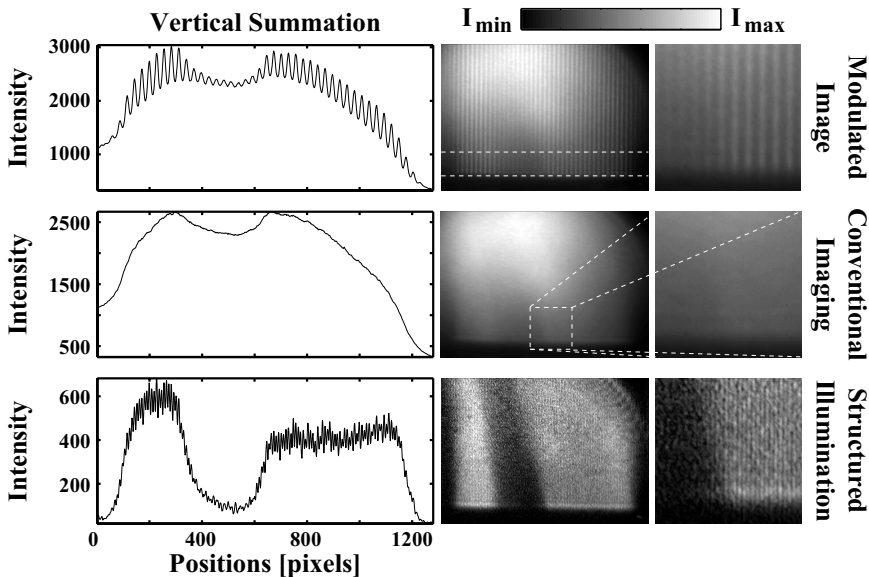 Vertical Summation
I min
I max
Intensity
3000
2000
1000
Modulated
Image
Intensity
2500
1500
500
Conventional
Imaging
Intensity
600
400
200
0
400
800
1200
Positions [pixels]
Structured
Illumination